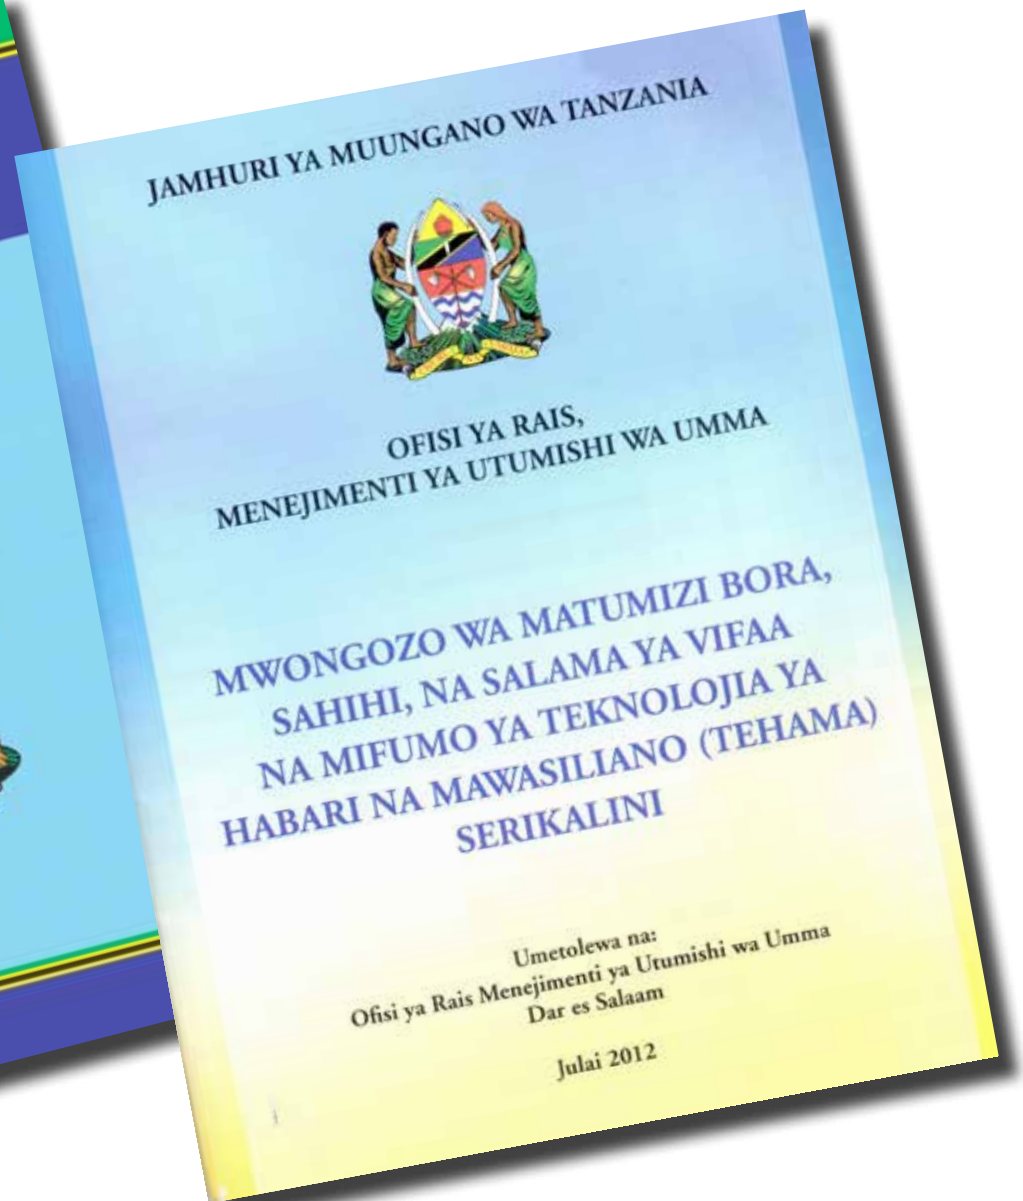 JAMHURI YA MUUNGANO WA TANZANIA
OFISI YA RAIS,
MENEJIMENTI YA UTUMISHI WA UMMA
MWONGOZO WA MATUMIZI BORA,
SAHIHI, NA SALAMA YA VIFAA
NA MIFUMO YA TEKNOLOJIA YA
HABARI NA MAWASILIANO (TEHAMA)
SERIKALINI
Umetolewa na:
Ofisi ya Rais Menejimenti ya Utumishi wa Umma
Dar es Salaam
Julai 2012